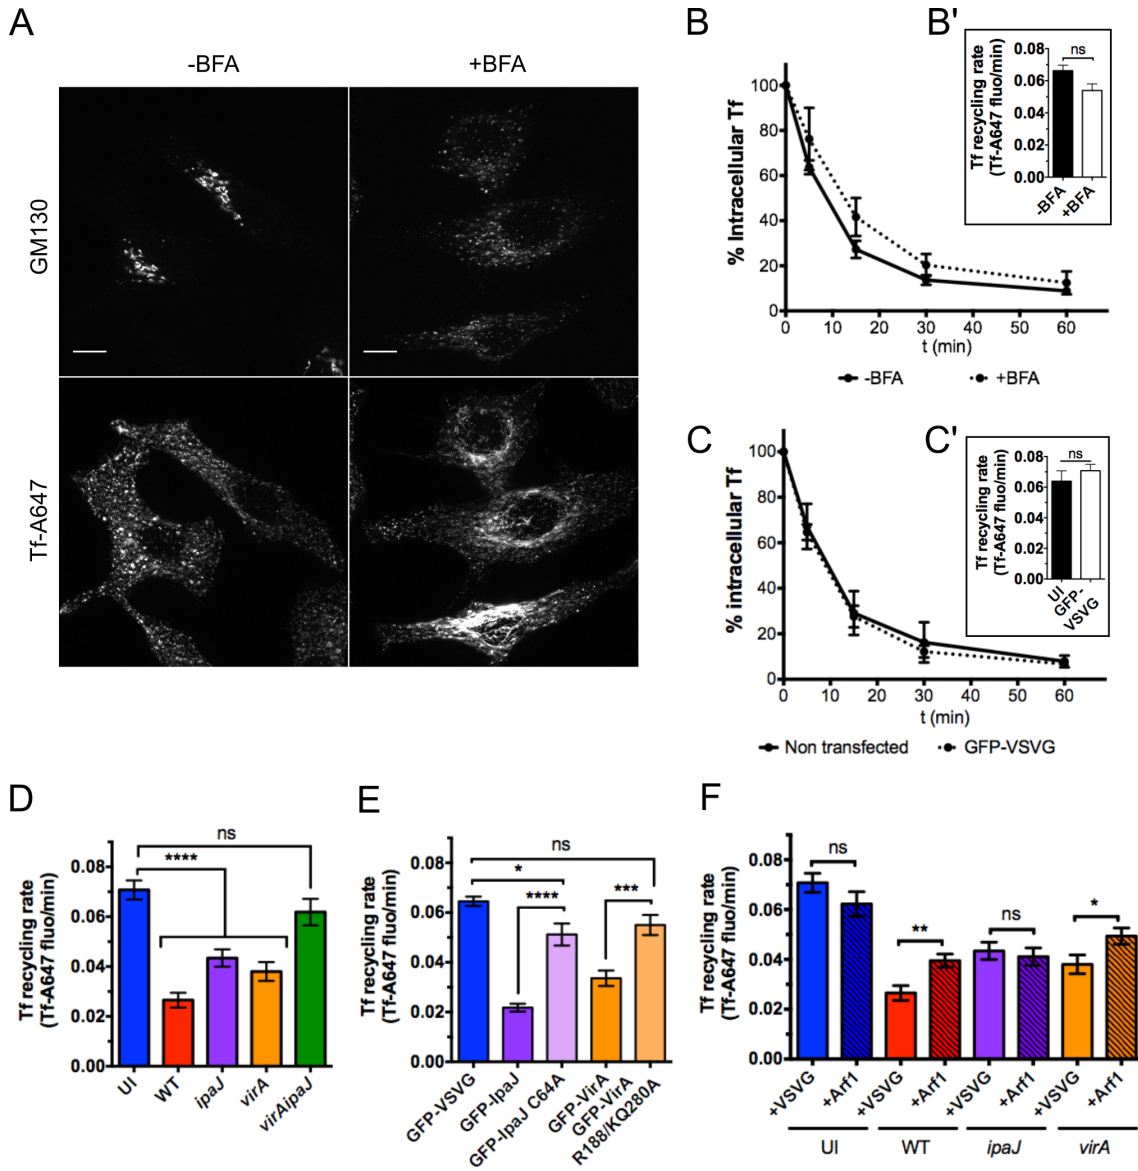 A
-BFA
+BFA
GM130
Tf-A647
B
% Intracellular Tf
100
80
60
40
20
0
0 10 20 30 40 50 60
t (min)
-BFA
+BFA
B'
Tf recycling rate
(Tf-A647 fluo/min)
0.08
0.06
0.04
0.02
0.00
ns
-BFA
+BFA
C
% intracellular Tf
100
80
60
40
20
0
0 10 20 30 40 50 60
t (min)
Non transfected
GFP-VSVG
C'
Tf recycling rate
(Tf-A647 fluo/min)
0.08
0.06
0.04
0.02
0.00
ns
UI
GFP-
VSVG
D
Tf recycling rate
(Tf-A647 fluo/min)
0.08
0.06
0.04
0.02
0.00
ns
****
UI
WT
ipaJ
virA
virAipaJ
E
Tf recycling rate
(Tf-A647 fluo/min)
0.08
0.06
0.04
0.02
0.00
ns
*
****
***
GFP-VSVG
GFP-IpaJ
GFP-IpaJ C64A
GFP-VirA
GFP-VirA
R188/KQ280A
F
Tf recycling rate
(Tf-A647 fluo/min)
0.08
0.06
0.04
0.02
0.00
ns
**
ns
*
+VSVG
+Arf1
+VSVG
+Arf1
+VSVG
+Arf1
+VSVG
+Arf1
UI
WT
ipaJ
virA